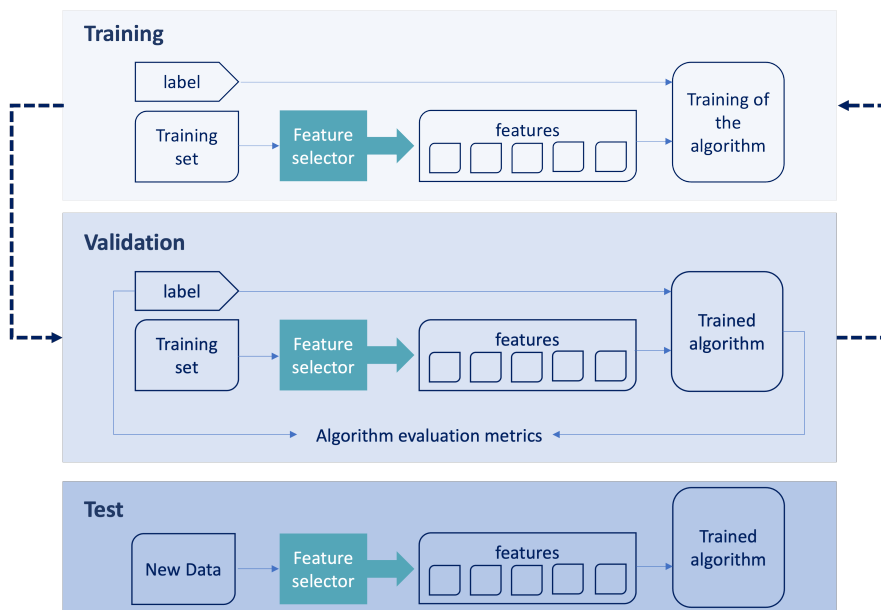 Training
label
Training
set
Feature
selector
features
Training of
the
algorithm
Validation
label
Training
set
Feature
selector
features
Trained
algorithm
Algorithm evaluation metrics
Test
New Data
Feature
selector
features
Trained
algorithm